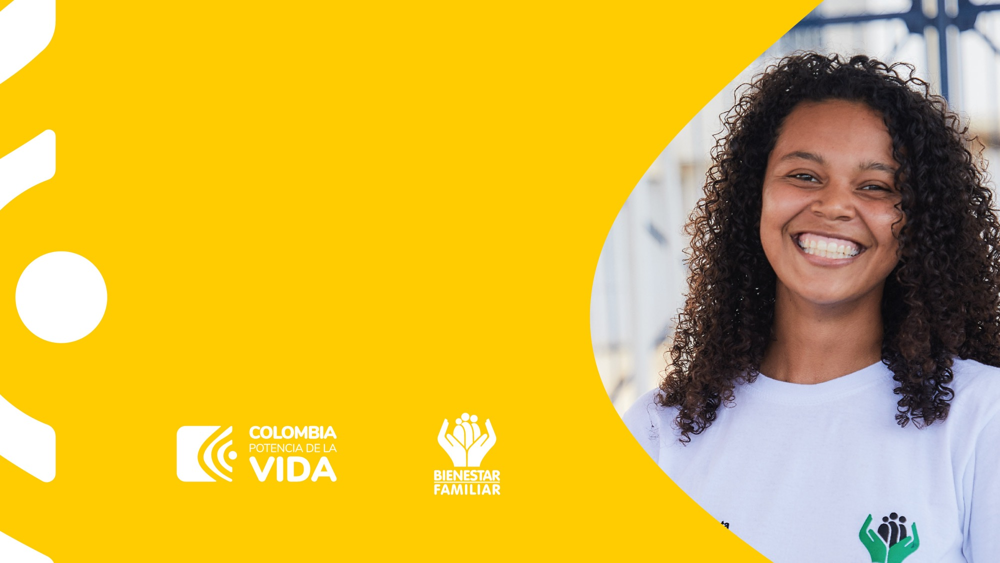 COLOMBIA
POTENCIA DE LA
VIDA
BIENESTAR
FAMILIAR